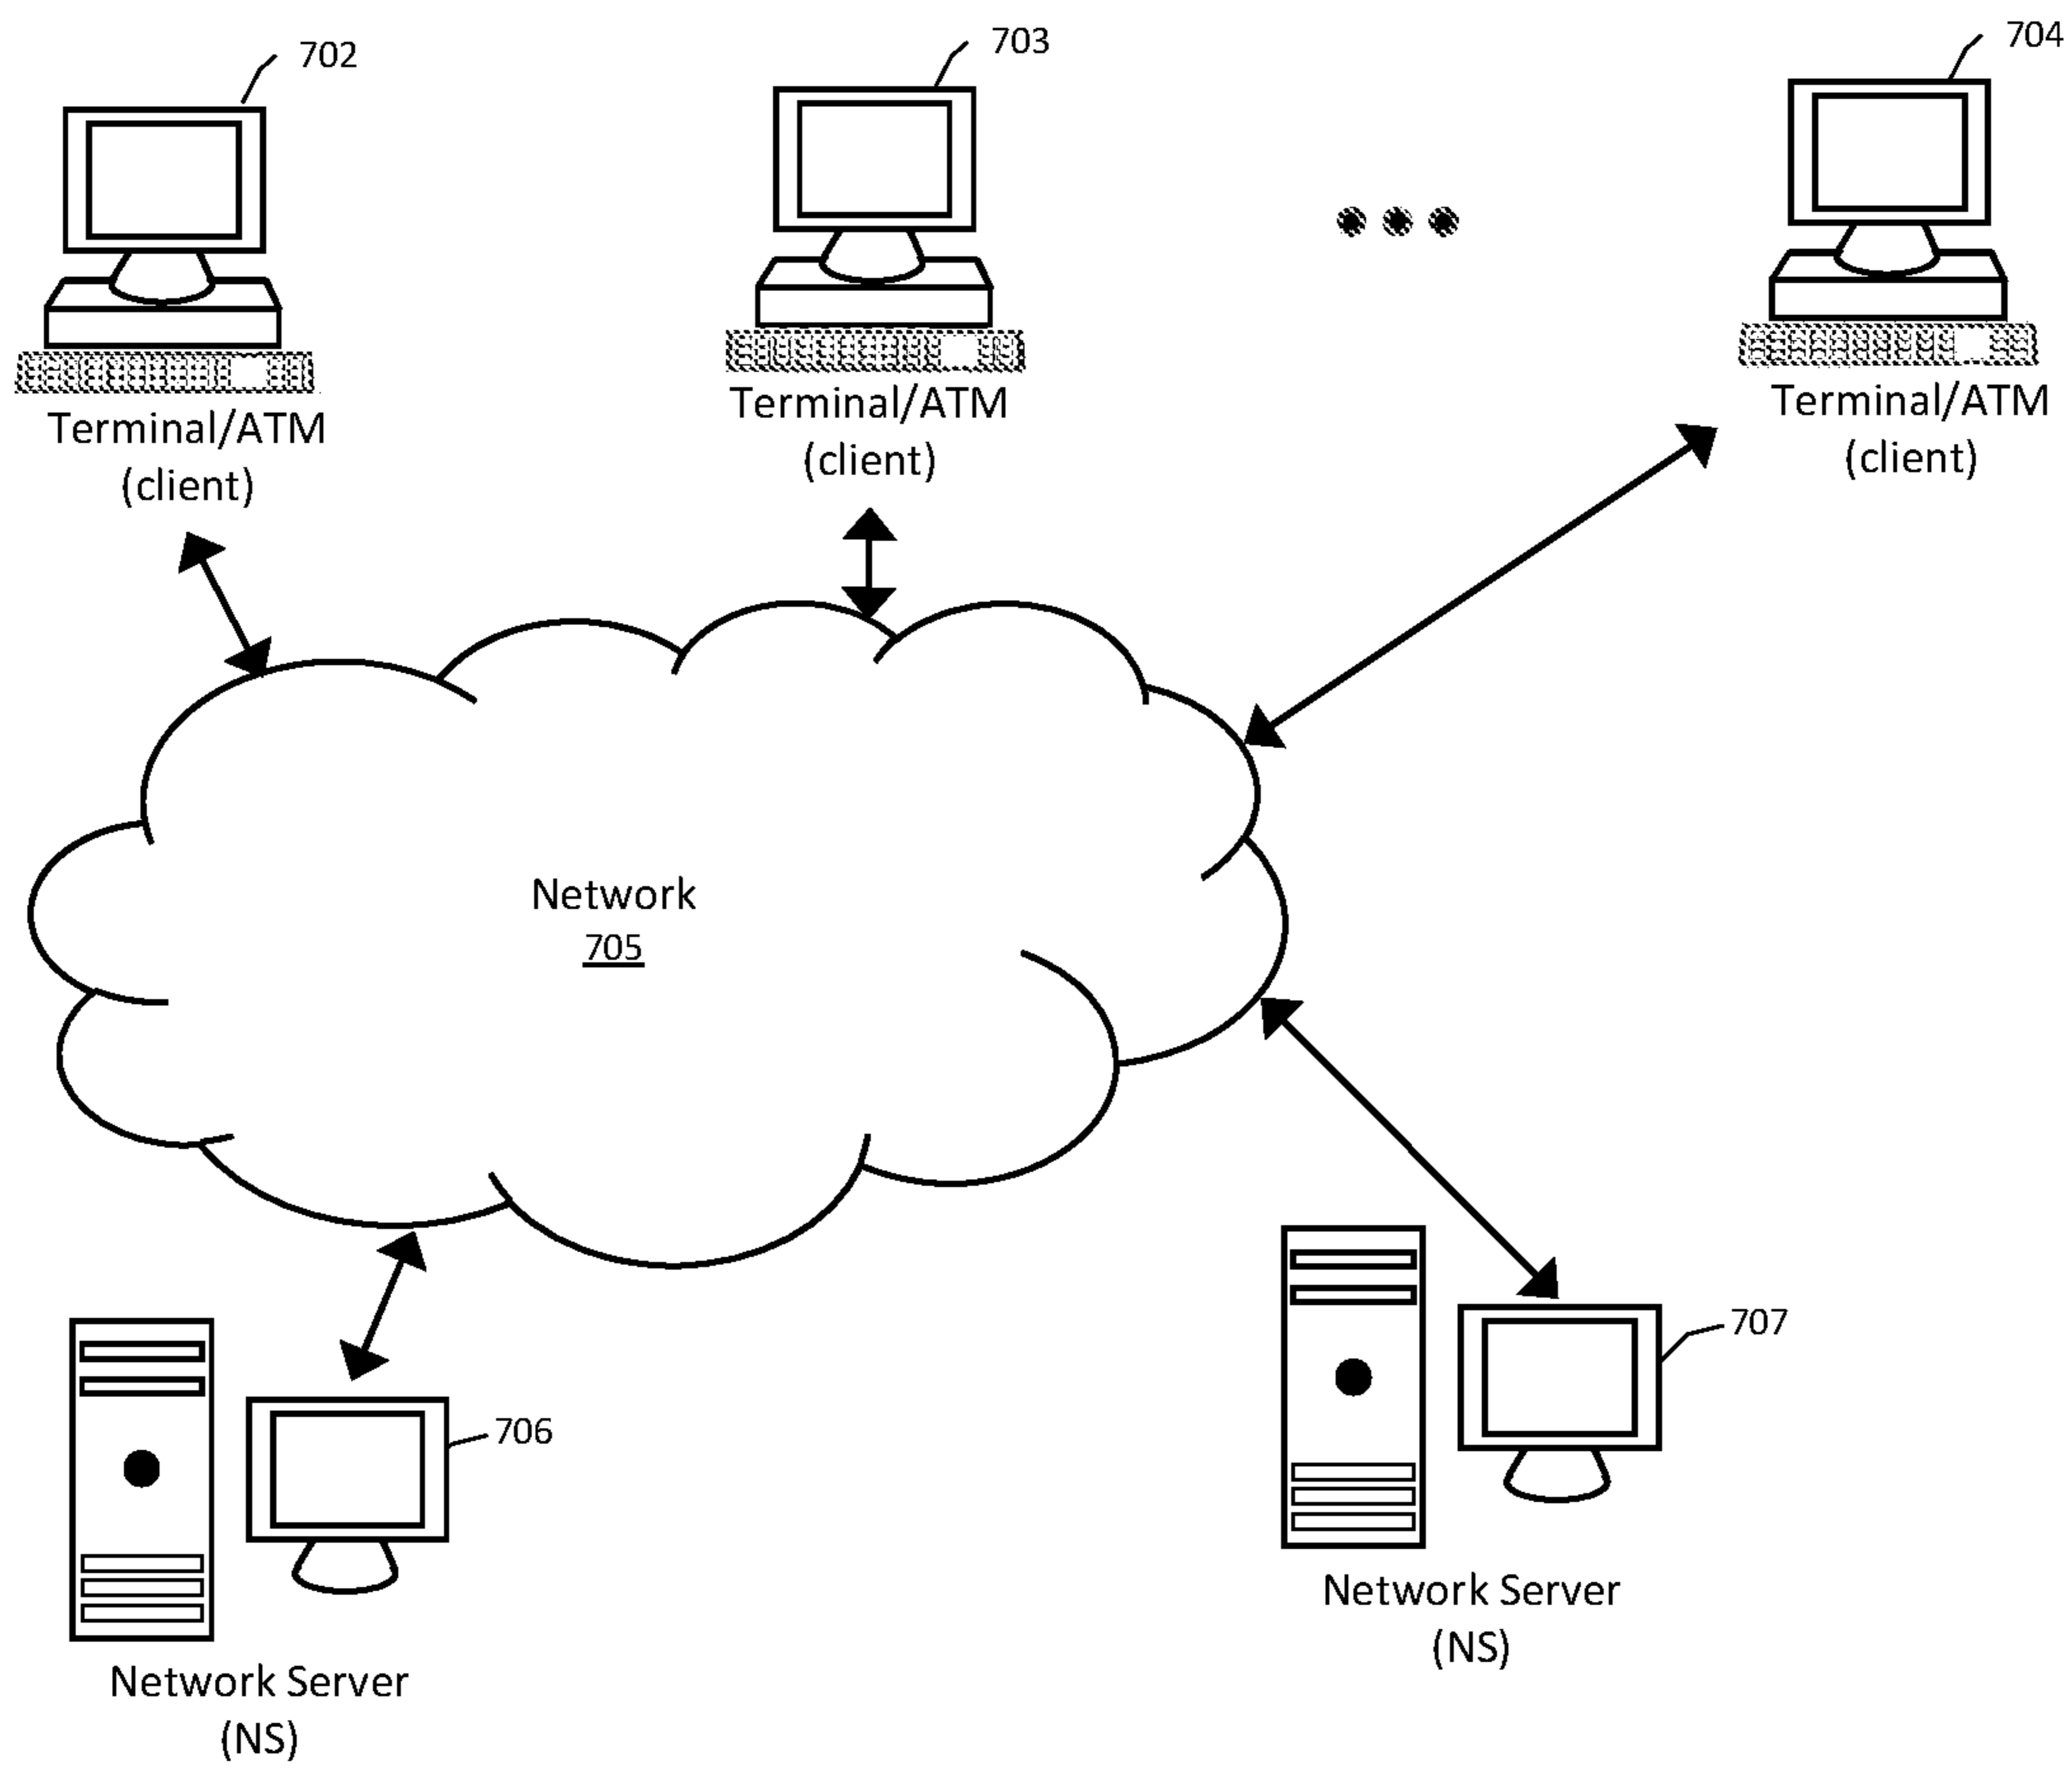 702
703
704
Terminal/ATM
(client)
Terminal/ATM
(client)
Terminal/ATM
(client)
Network
705
706
707
Network Server
(NS)
Network Server
(NS)